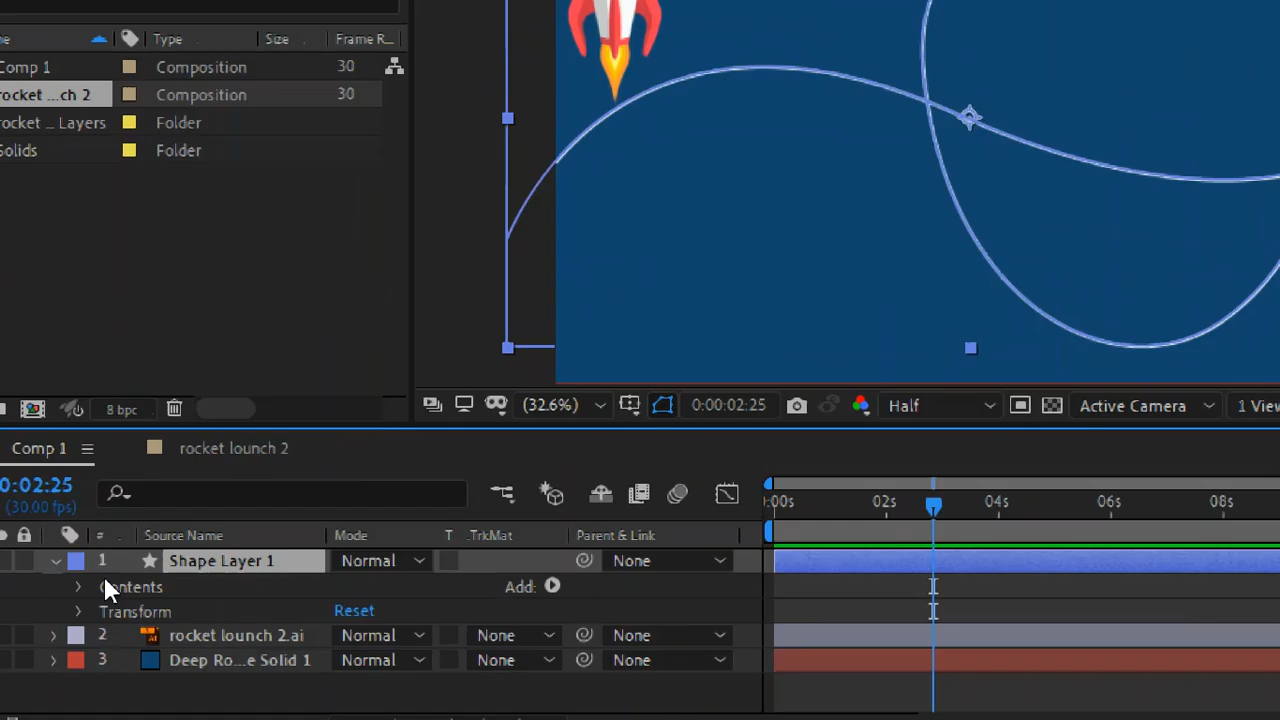 ne Type Size Frame R...
Comp 1 Composition 30
rocket ...ch 2 Composition 30
rocket _ Layers Folder
Solids Folder
8 bpc (32.6%) 0:00:02:25 Half Active Camera 1 View
Comp 1 rocket lounch 2
0:00:02:25
(30.00 fps)
:00s 02s 04s 06s 08s
# Source Name Mode T .TrkMat Parent & Link
1 Shape Layer 1 Normal None
Contents Add:
Transform Reset
2 rocket lounch 2.ai Normal None None
3 Deep Ro...e Solid 1 Normal None None